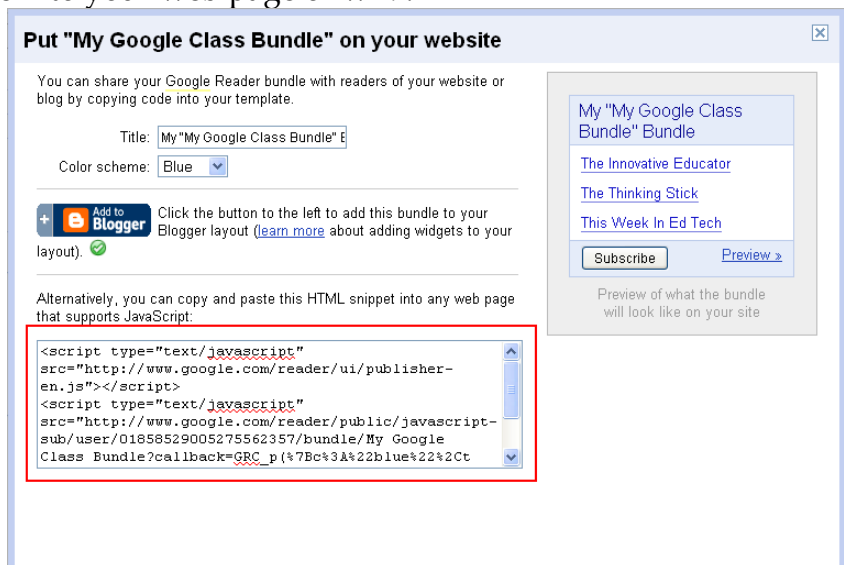 Put "My Google Class Bundle" on your website
You can share your Google Reader bundle with readers of your website or
blog by copying code into your template.
Title: My "My Google Class Bundle" B
Color scheme: Blue
Add to
Blogger
Click the button to the left to add this bundle to your
Blogger layout (learn more about adding widgets to your
layout).
Alternatively, you can copy and paste this HTML snippet into any web page
that supports JavaScript:
<script type="text/javascript"
src="http://www.google.com/reader/ui/publisher-
en.js"></script>
<script type="text/javascript"
src="http://www.google.com/reader/public/javascript-
sub/user/01858529005275562357/bundle/My Google
Class Bundle?callback=GRC_p(%7Bc%3A%22blue%22%2Ct
My "My Google Class
Bundle" Bundle
The Innovative Educator
The Thinking Stick
This Week In Ed Tech
Subscribe
Preview »
Preview of what the bundle
will look like on your site